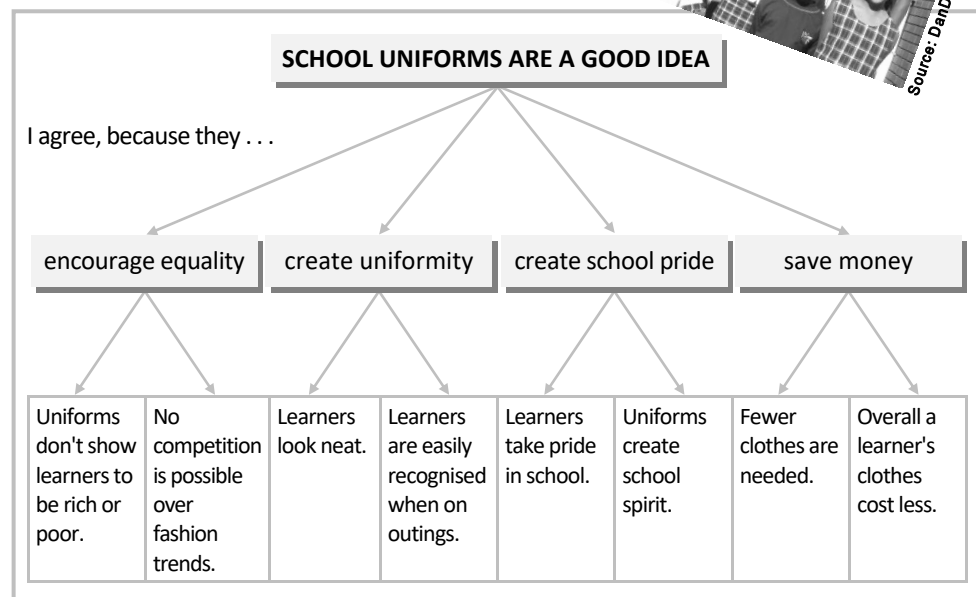 Source: DanD
SCHOOL UNIFORMS ARE A GOOD IDEA
I agree, because they . . .
encourage equality
create uniformity
create school pride
save money
Uniforms
don't show
learners to
be rich or
poor.
No
competition
is possible
over
fashion
trends.
Learners
look neat.
Learners
are easily
recognised
when on
outings.
Learners
take pride
in school.
Uniforms
create
school
spirit.
Fewer
clothes are
needed.
Overall a
learner's
clothes
cost less.